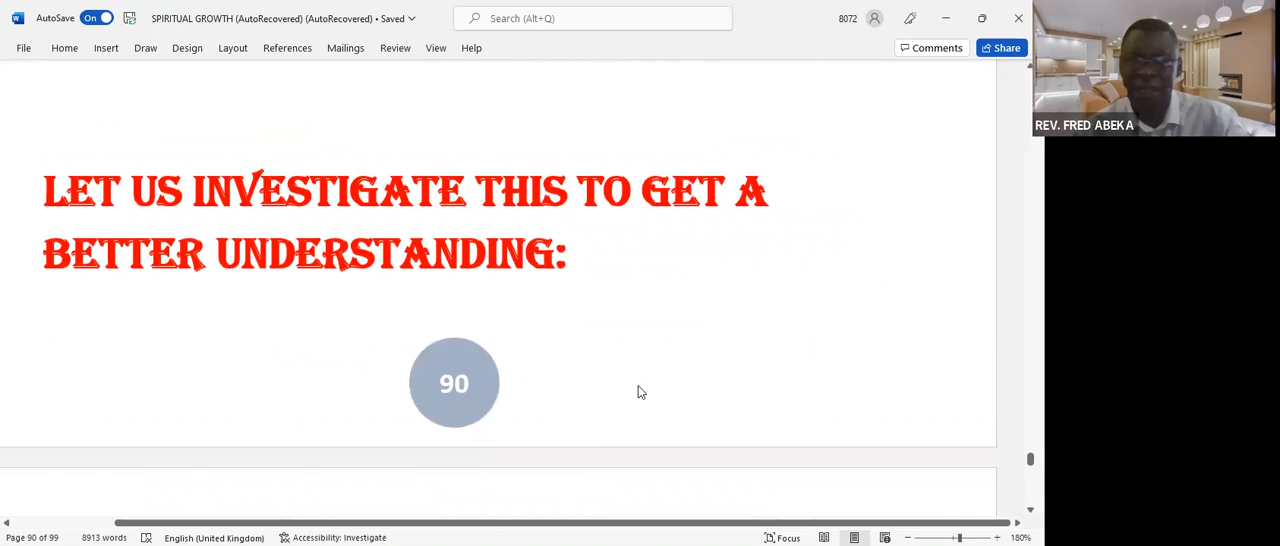 AutoSave On SPIRITUAL GROWTH (AutoRecovered) (AutoRecovered) • Saved Search (Alt+Q) 8072
File Home Insert Draw Design Layout References Mailings Review View Help Comments Share
REV. FRED ABEKA
LET US INVESTIGATE THIS TO GET A
BETTER UNDERSTANDING:
90
Page 90 of 99 8913 words English (United Kingdom) Accessibility: Investigate Focus 180%